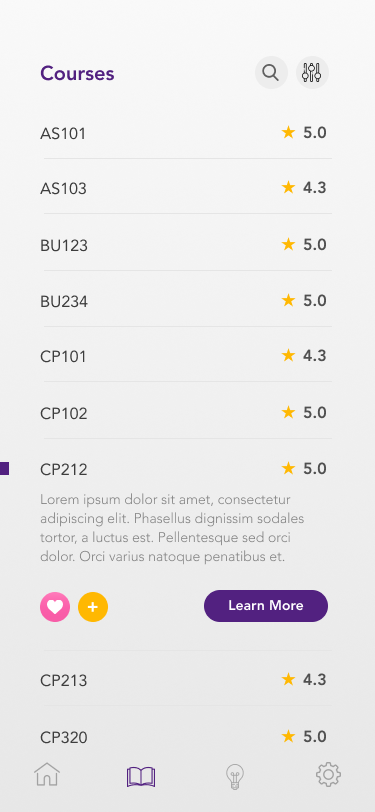 Courses
AS101 ★ 5.0
AS103 ★ 4.3
BU123 ★ 5.0
BU234 ★ 5.0
CP101 ★ 4.3
CP102 ★ 5.0
CP212 ★ 5.0
Lorem ipsum dolor sit amet, consectetur
adipiscing elit. Phasellus dignissim sodales
tortor, a luctus est. Pellentesque sed orci
dolor. Orci varius natoque penatibus et.
Learn More
CP213 ★ 4.3
CP320 ★ 5.0